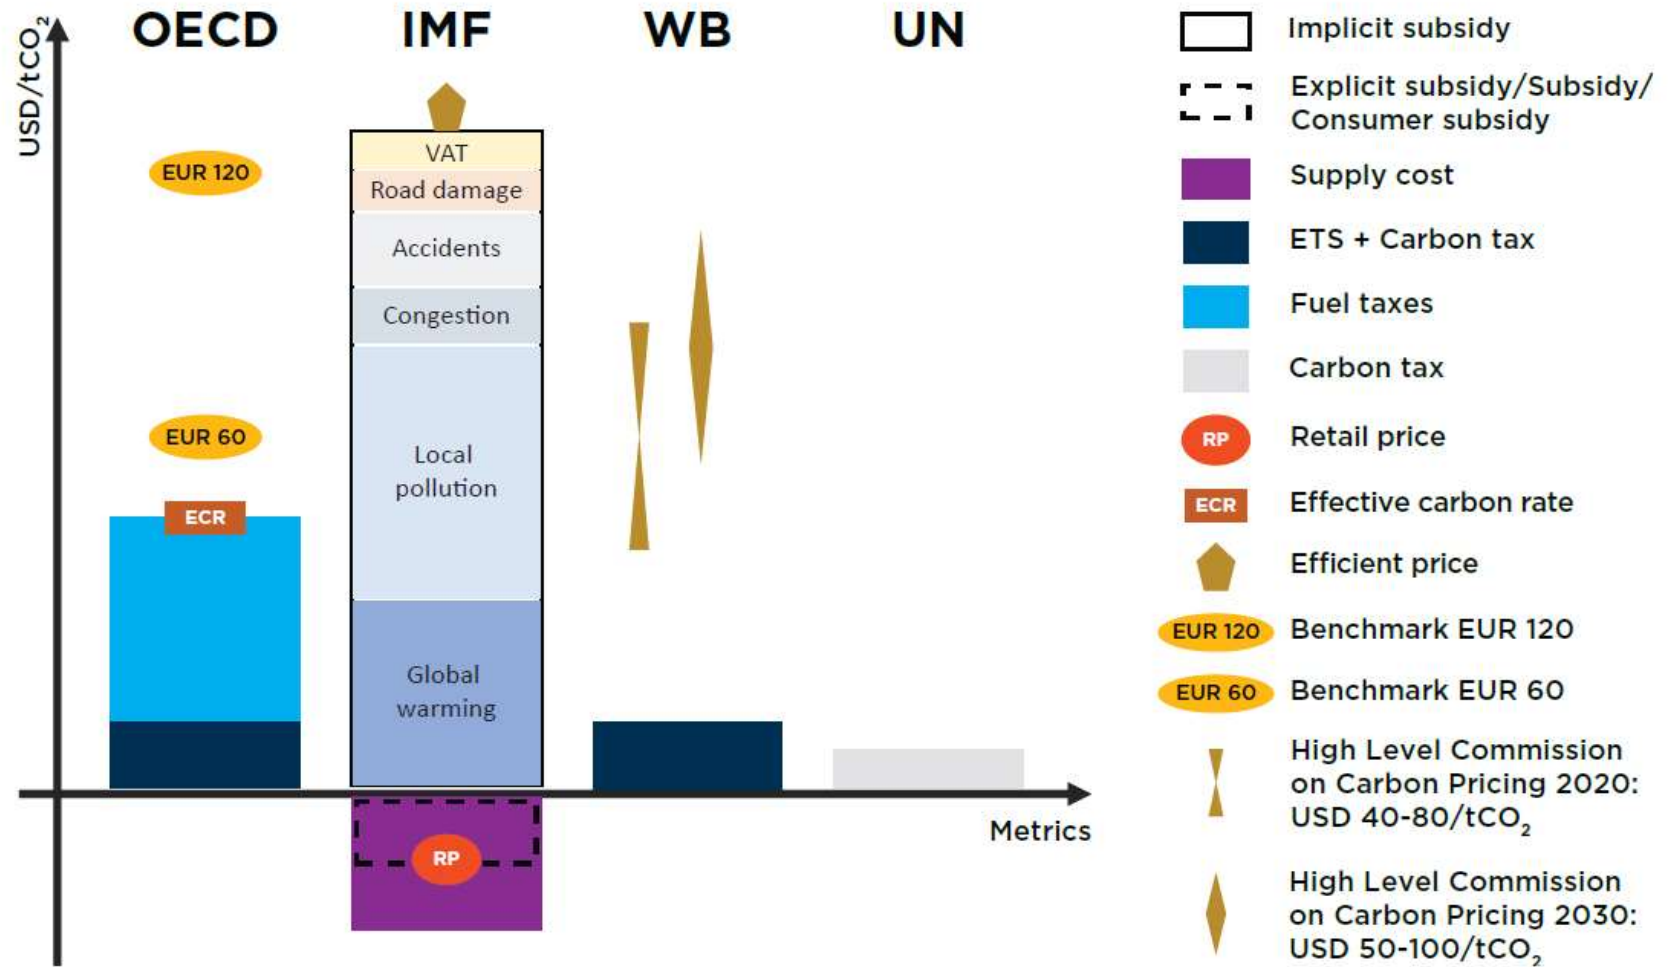 USD/tCO₂
OECD
IMF
WB
UN
EUR 120
EUR 60
ECR
VAT
Road damage
Accidents
Congestion
Local
pollution
Global
warming
RP
Metrics
Implicit subsidy
Explicit subsidy/Subsidy/
Consumer subsidy
Supply cost
ETS + Carbon tax
Fuel taxes
Carbon tax
RP
Retail price
ECR
Effective carbon rate
Efficient price
EUR 120
Benchmark EUR 120
EUR 60
Benchmark EUR 60
High Level Commission
on Carbon Pricing 2020:
USD 40-80/tCO₂
High Level Commission
on Carbon Pricing 2030:
USD 50-100/tCO₂